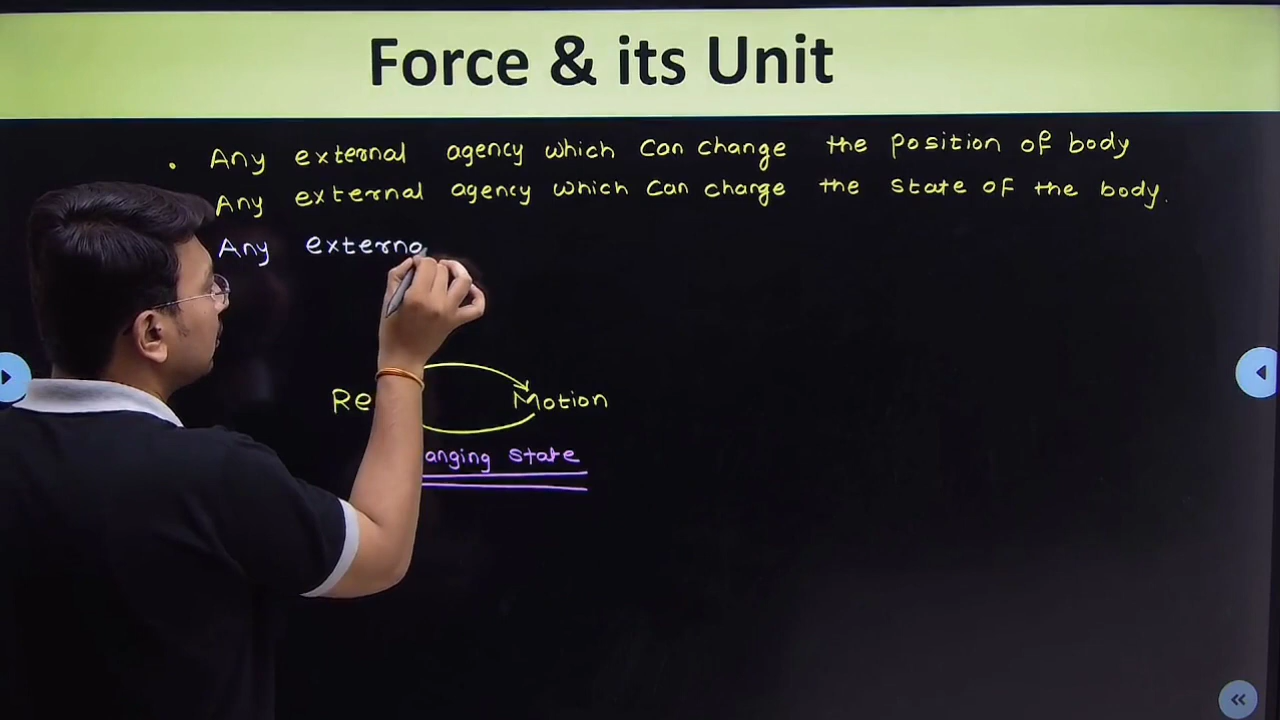 Force & its Unit
. Any external agency which can change the position of body
Any external agency which can change the state of the body.
Any externa
Re Motion
anging state